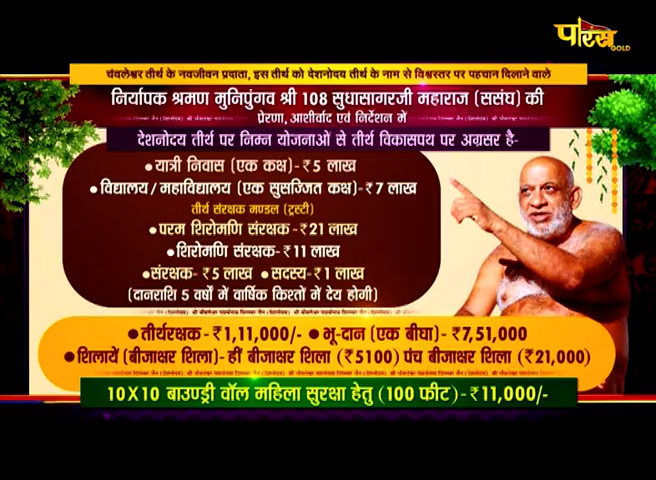 पारस
GOLD
चंवलेश्वर तीर्थ के नवजीवन प्रदाता, इस तीर्थ को देशनोदय तीर्थ के नाम से विश्वस्तर पर पहचान दिलाने वाले
निर्यापक श्रमण मुनिपुंगव श्री 108 सुधासागरजी महाराज (ससंघ) की
प्रेरणा, आशीर्वाद एवं निर्देशन में
देशनोदय तीर्थ पर निम्न योजनाओं से तीर्थ विकासपथ पर अग्रसर है-
• यात्री निवास (एक कक्ष)- ₹5 लाख
• विद्यालय/महाविद्यालय (एक सुसज्जित कक्ष)- ₹7 लाख
तीर्थ संरक्षक मण्डल (ट्रस्टी)
• परम शिरोमणि संरक्षक - ₹21 लाख
• शिरोमणि संरक्षक- ₹11 लाख
• संरक्षक- ₹5 लाख • सदस्य- ₹1 लाख
(दानराशि 5 वर्षों में वार्षिक किश्तों में देय होगी)
• तीर्थरक्षक - ₹1,11,000/- • भू-दान (एक बीघा)- ₹7,51,000
• शिलायें (बीजाक्षर शिला)- हीं बीजाक्षर शिला (₹5100) पंच बीजाक्षर शिला (₹21,000)
10X10 बाउण्ड्री वॉल महिला सुरक्षा हेतु (100 फीट)- ₹11,000/-